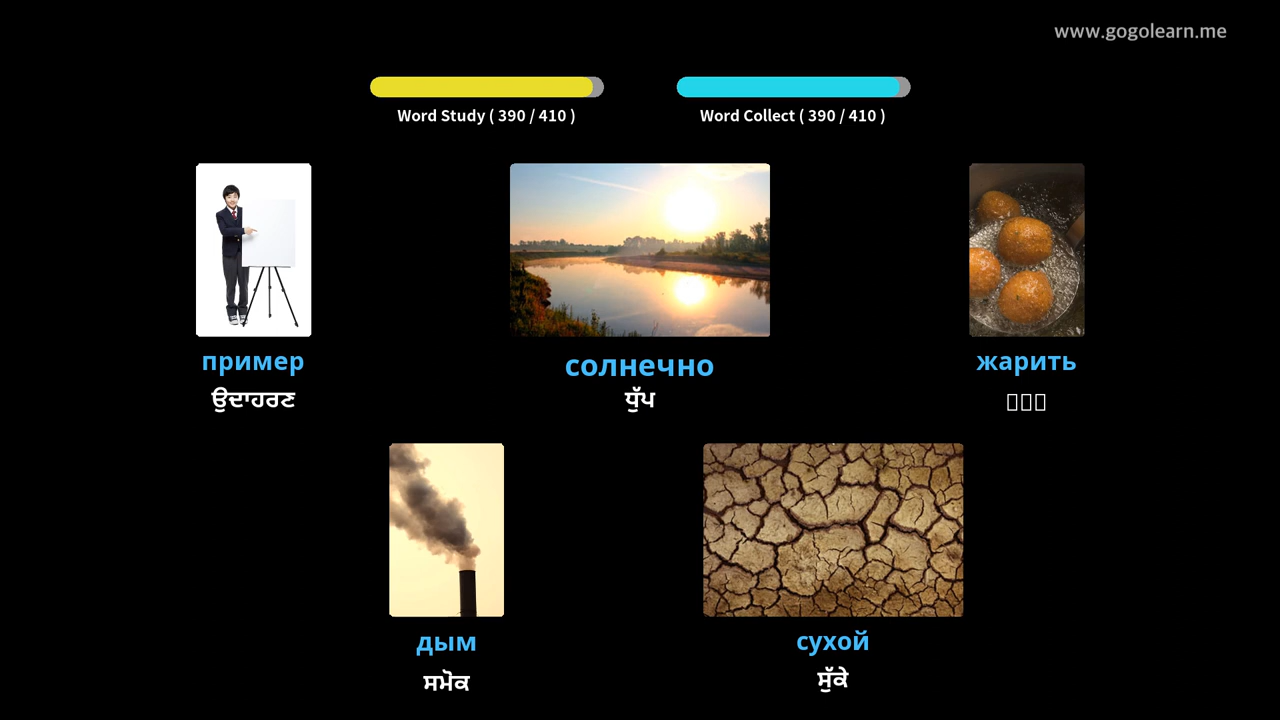 www.gogolearn.me
Word Study ( 390 / 410 )
Word Collect ( 390 / 410 )
пример
ਉਦਾਹਰਣ
солнечно
ਧੁੱਪ
жарить
дым
ਸਮੋਕ
сухой
ਸੁੱਕੇ